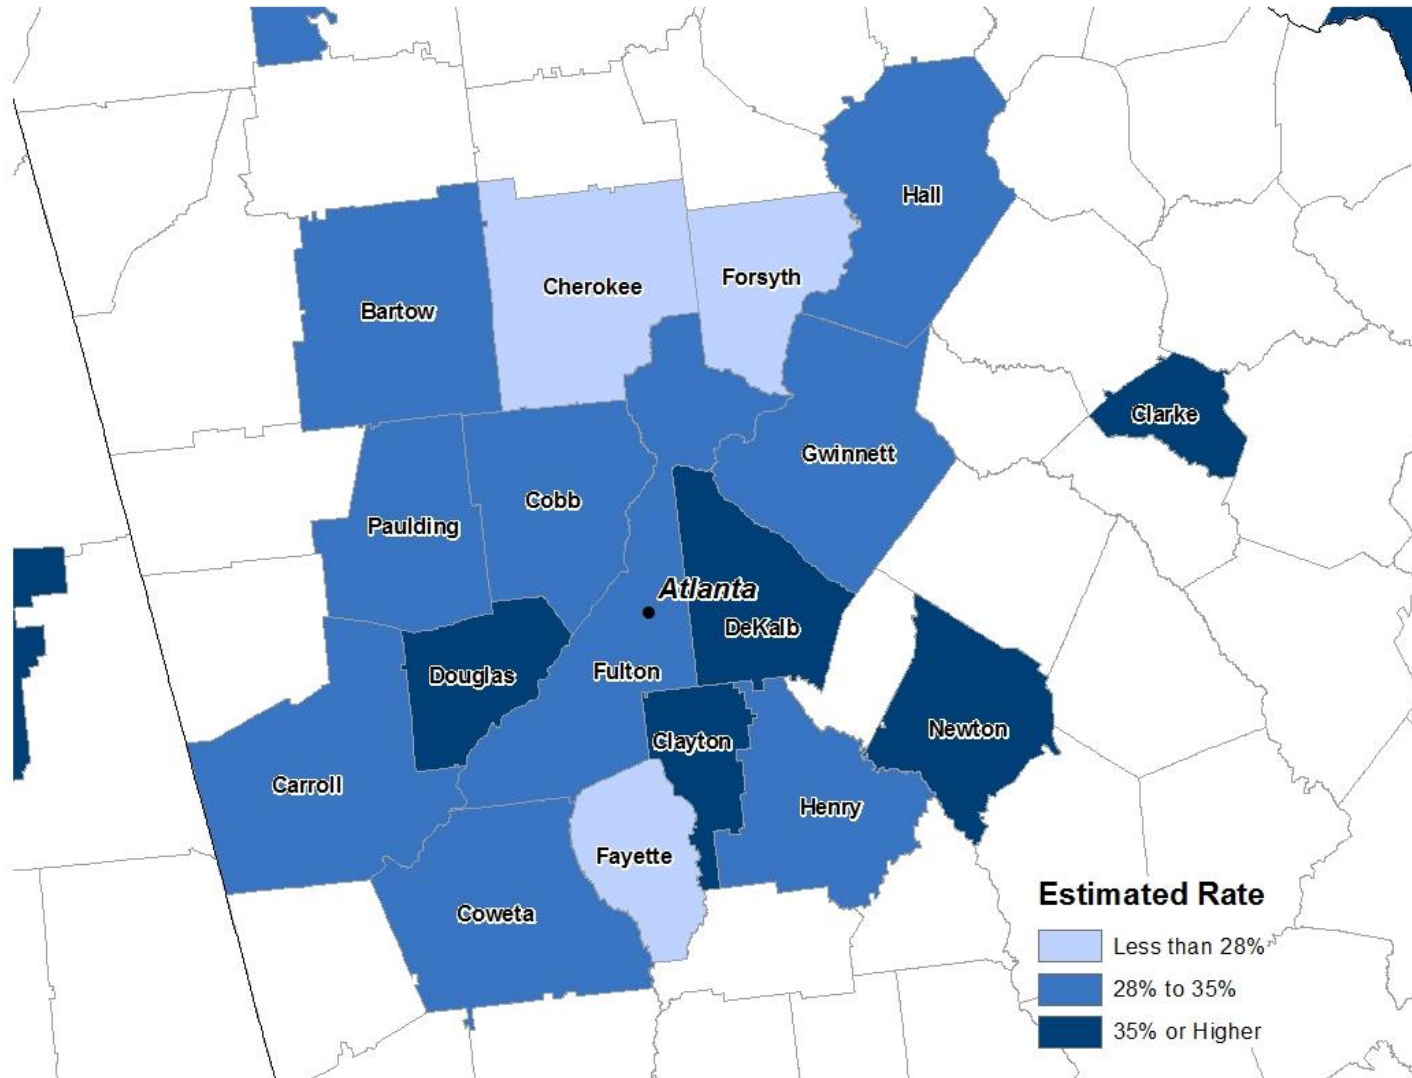 Hall
Forsyth
Cherokee
Bartow
Clarke
Gwinnett
Cobb
Paulding
Atlanta
DeKalb
Fulton
Douglas
Newton
Clayton
Carroll
Henry
Fayette
Coweta
Estimated Rate
Less than 28%
28% to 35%
35% or Higher